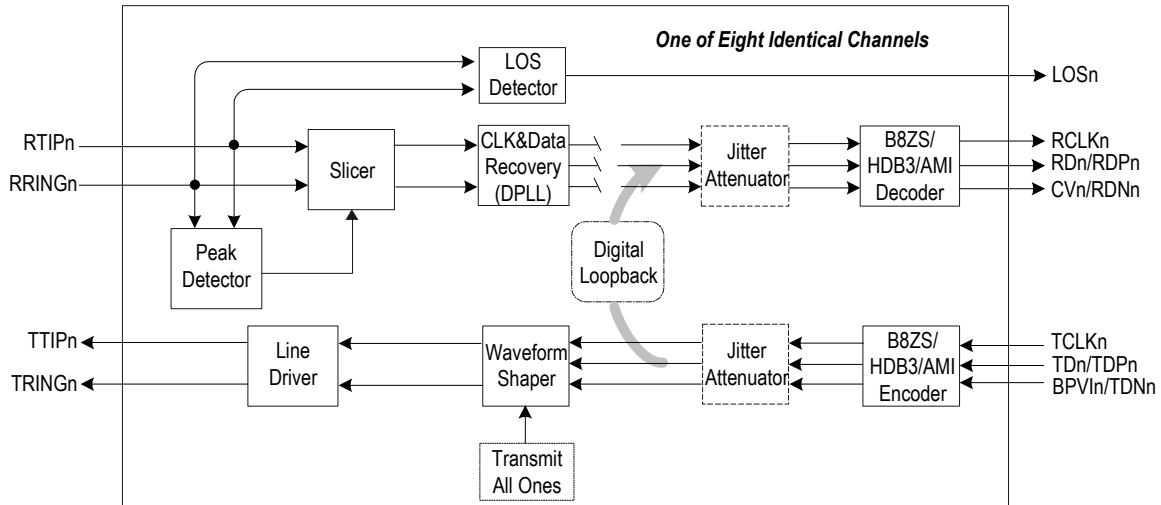 One of Eight Identical Channels
LOS
Detector
LOSn
RTIPn
RRINGn
Slicer
CLK&Data
Recovery
(DPLL)
Jitter
Attenuator
B8ZS/
HDB3/AMI
Decoder
RCLKn
RDn/RDPn
CVn/RDNn
Peak
Detector
Digital
Loopback
TTIPn
TRINGn
Line
Driver
Waveform
Shaper
Jitter
Attenuator
B8ZS/
HDB3/AMI
Encoder
TCLKn
TDn/TDPn
BPVIn/TDNn
Transmit
All Ones